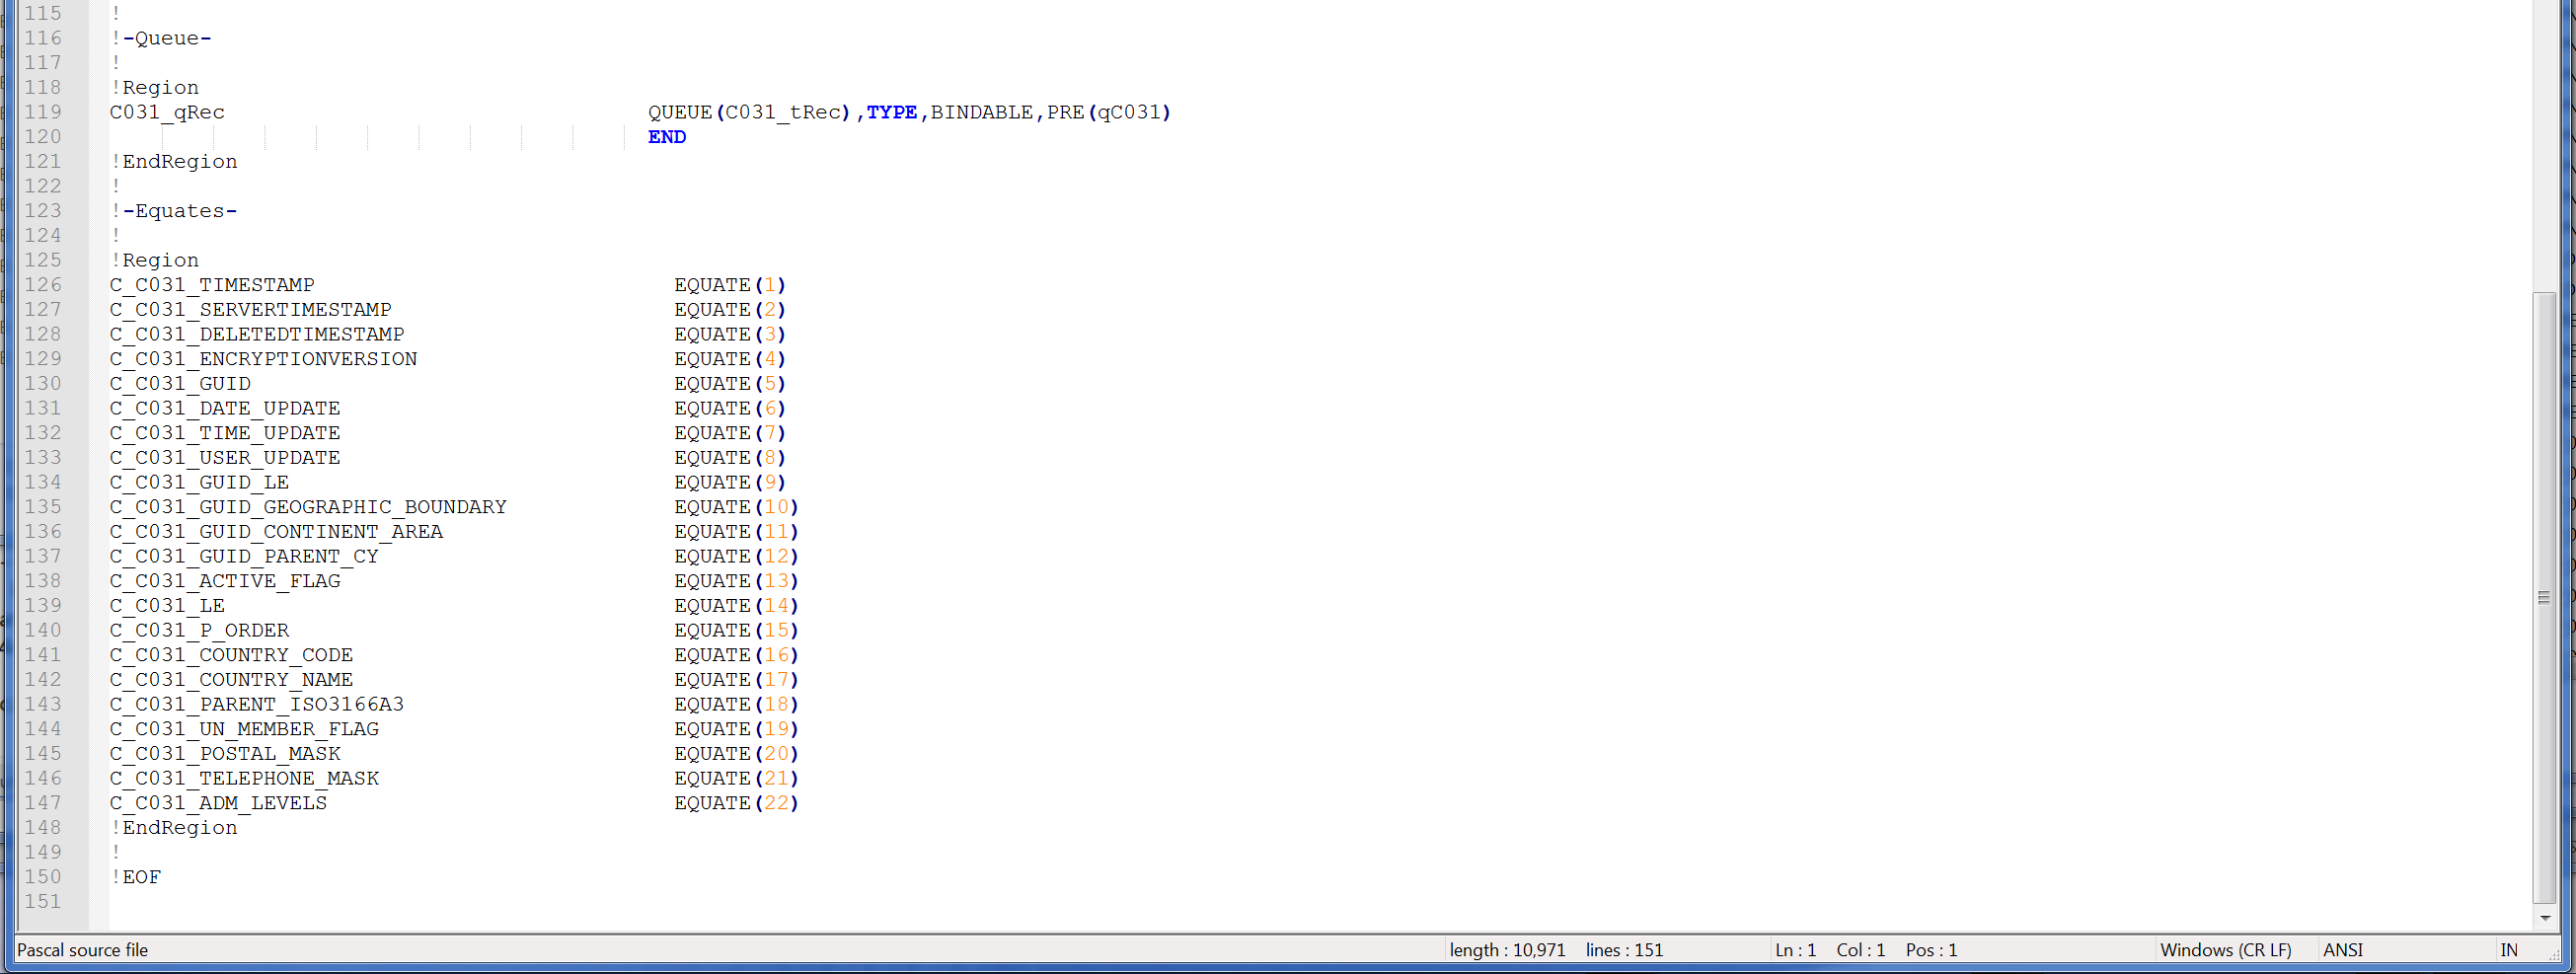 115 !
116 !-Queue-
117 !
118 !Region
119 C031_qRec QUEUE(C031_tRec),TYPE,BINDABLE,PRE(qC031)
120 END
121 !EndRegion
122 !
123 !-Equates-
124 !
125 !Region
126 C_C031_TIMESTAMP EQUATE(1)
127 C_C031_SERVERTIMESTAMP EQUATE(2)
128 C_C031_DELETEDTIMESTAMP EQUATE(3)
129 C_C031_ENCRYPTIONVERSION EQUATE(4)
130 C_C031_GUID EQUATE(5)
131 C_C031_DATE_UPDATE EQUATE(6)
132 C_C031_TIME_UPDATE EQUATE(7)
133 C_C031_USER_UPDATE EQUATE(8)
134 C_C031_GUID_LE EQUATE(9)
135 C_C031_GUID_GEOGRAPHIC_BOUNDARY EQUATE(10)
136 C_C031_GUID_CONTINENT_AREA EQUATE(11)
137 C_C031_GUID_PARENT_CY EQUATE(12)
138 C_C031_ACTIVE_FLAG EQUATE(13)
139 C_C031_LE EQUATE(14)
140 C_C031_P_ORDER EQUATE(15)
141 C_C031_COUNTRY_CODE EQUATE(16)
142 C_C031_COUNTRY_NAME EQUATE(17)
143 C_C031_PARENT_ISO3166A3 EQUATE(18)
144 C_C031_UN_MEMBER_FLAG EQUATE(19)
145 C_C031_POSTAL_MASK EQUATE(20)
146 C_C031_TELEPHONE_MASK EQUATE(21)
147 C_C031_ADM_LEVELS EQUATE(22)
148 !EndRegion
149 !
150 !EOF
151
Pascal source file length : 10,971 lines : 151 Ln : 1 Col : 1 Pos : 1 Windows (CR LF) ANSI IN